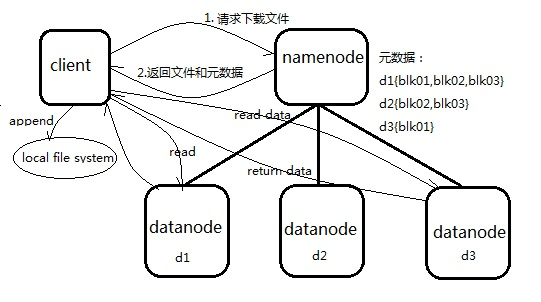 1. 请求下载文件
client
namenode
2.返回文件和元数据
元数据：
d1{blk01,blk02,blk03}
d2{blk02,blk03}
d3{blk01}
append
read data
local file system
read
return data
datanode
d1
datanode
d2
datanode
d3